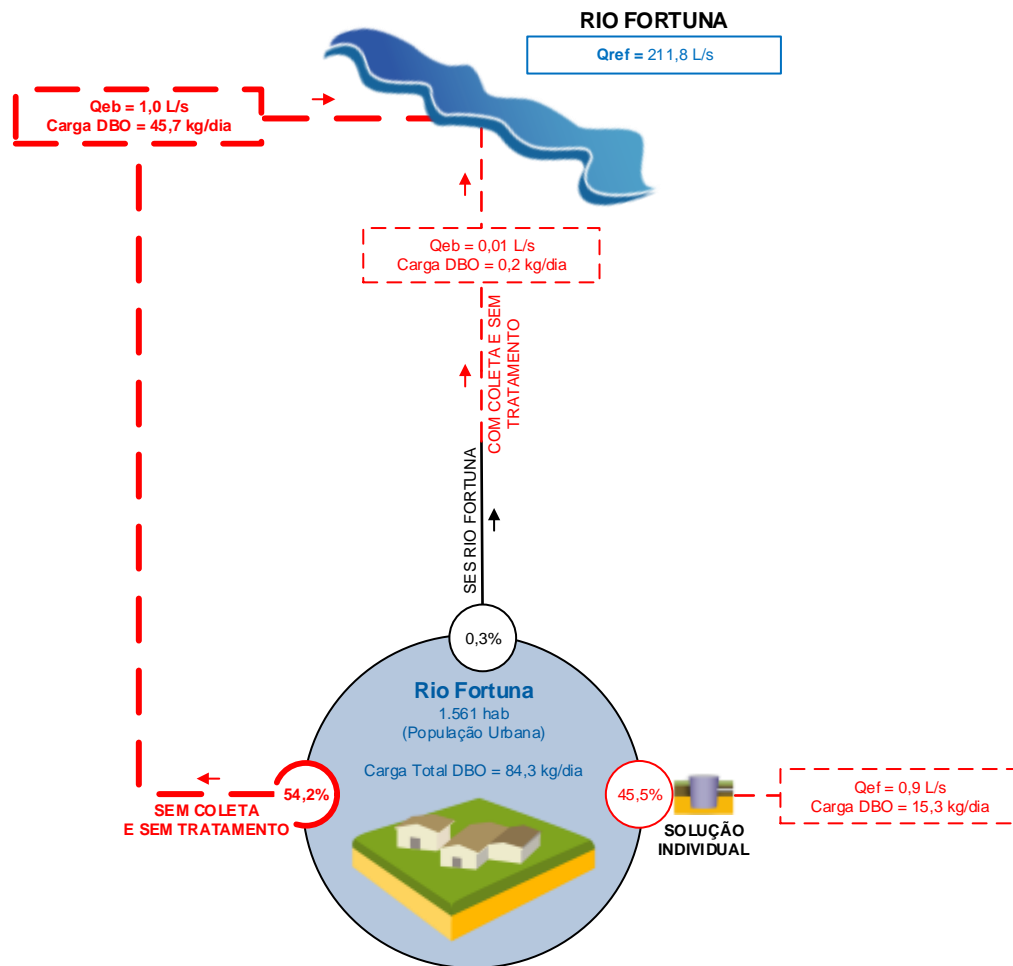 RIO FORTUNA
Qref = 211,8 L/s
Qeb = 1,0 L/s
Carga DBO = 45,7 kg/dia
Qeb = 0,01 L/s
Carga DBO = 0,2 kg/dia
COM COLETA E SEM
TRATAMENTO
SES RIO FORTUNA
0,3%
Rio Fortuna
1.561 hab
(População Urbana)
Carga Total DBO = 84,3 kg/dia
54,2%
SEM COLETA
E SEM TRATAMENTO
45,5%
SOLUÇÃO
INDIVIDUAL
Qef = 0,9 L/s
Carga DBO = 15,3 kg/dia